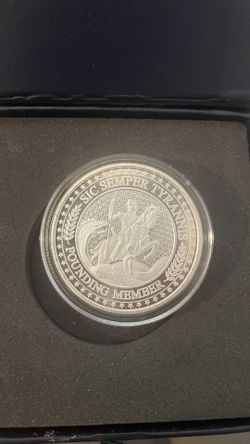 SIC SEMPER TYRANNIS
FOUNDING MEMBER